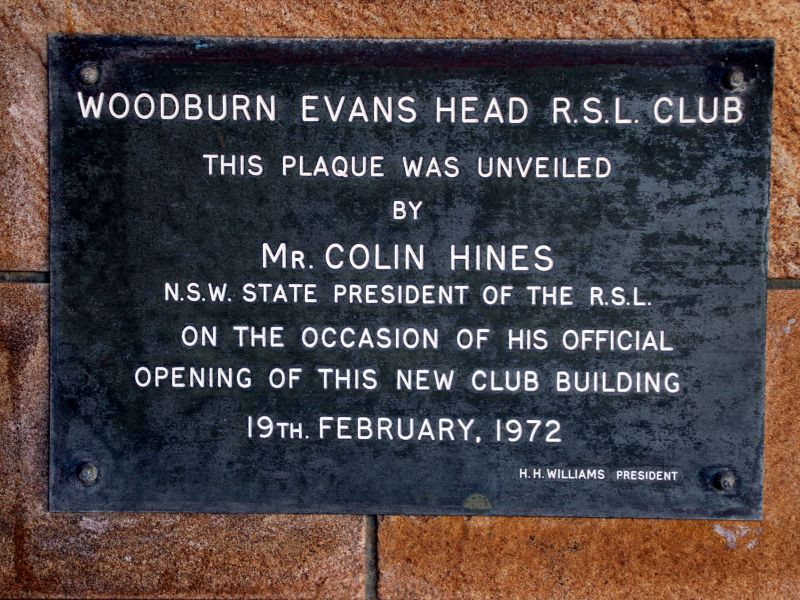 WOODBURN EVANS HEAD R.S.L. CLUB
THIS PLAQUE WAS UNVEILED
BY
MR. COLIN HINES
N.S.W. STATE PRESIDENT OF THE R.S.L.
ON THE OCCASION OF HIS OFFICIAL
OPENING OF THIS NEW CLUB BUILDING
19TH. FEBRUARY, 1972
H.H. WILLIAMS PRESIDENT